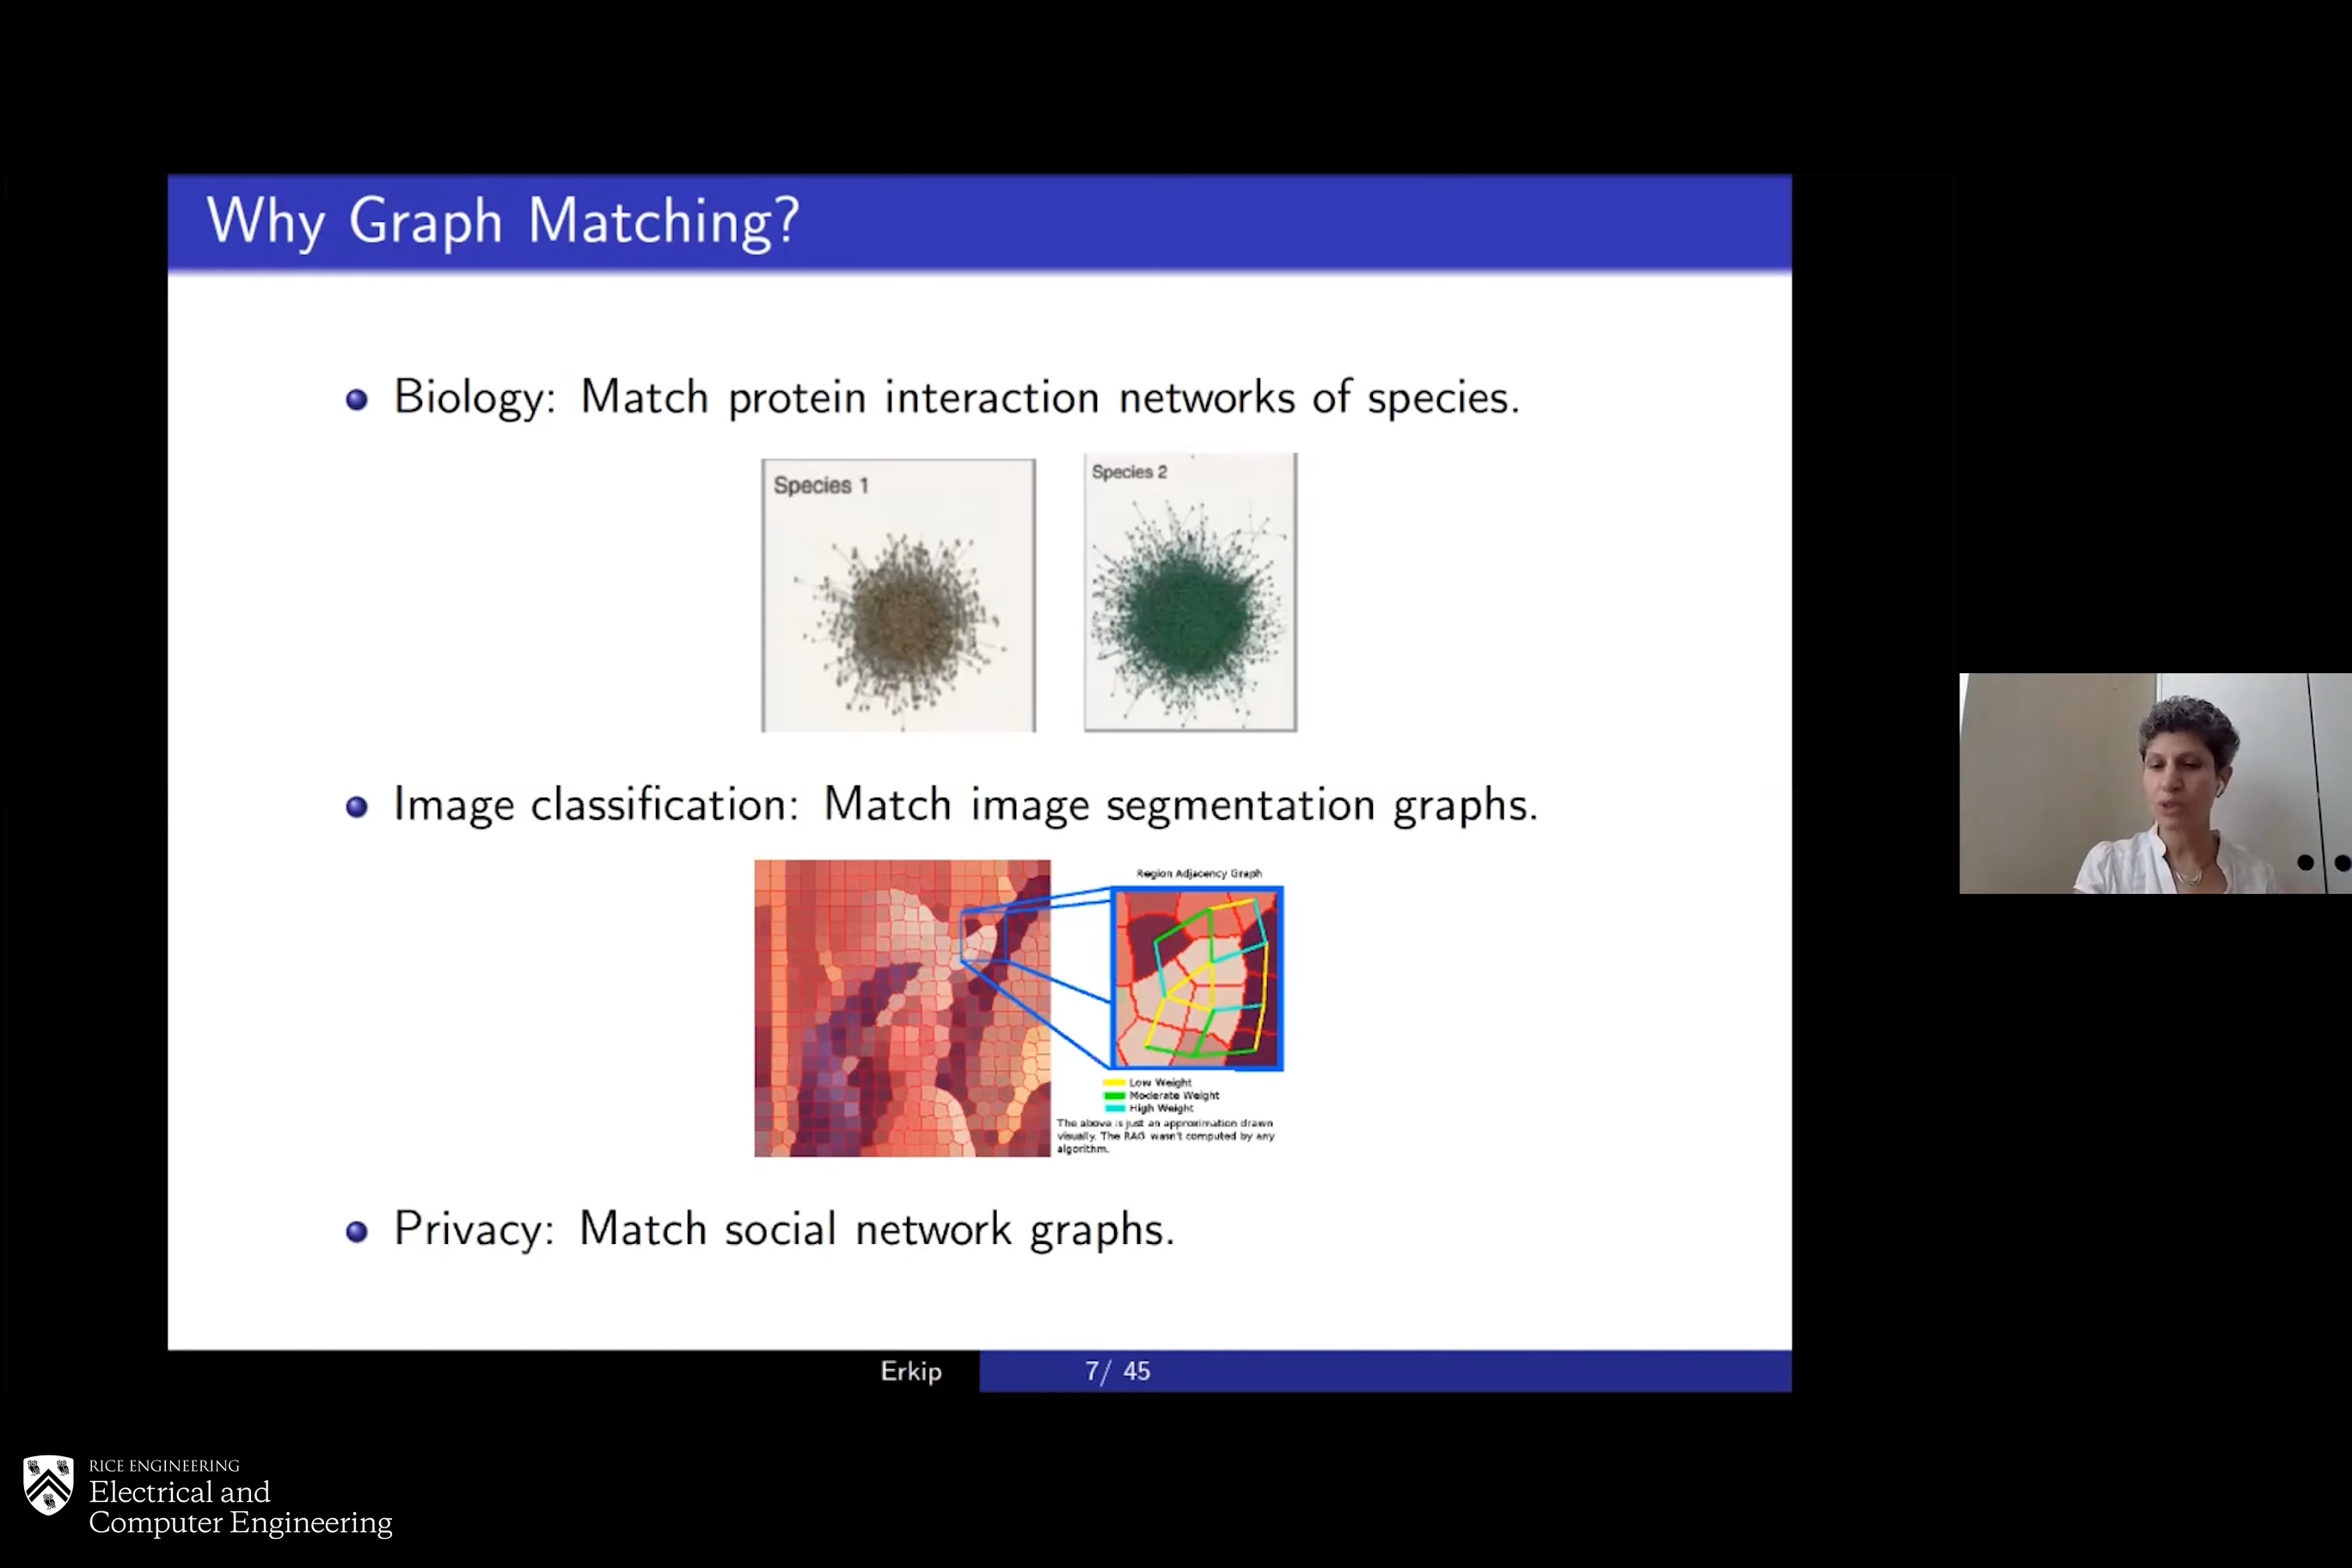 Why Graph Matching?
Biology: Match protein interaction networks of species.
Species 1
Species 2
Image classification: Match image segmentation graphs.
Region Adjacency Graph
Low Weight
Moderate Weight
High Weight
The above is just an approximation drawn
visually. The RAG wasn't computed by any
algorithm.
Privacy: Match social network graphs.
Erkip
7/ 45
RICE ENGINEERING
Electrical and
Computer Engineering